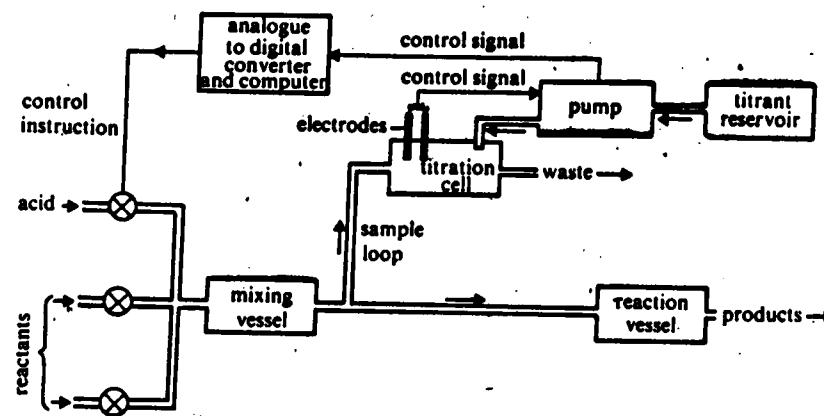 analogue
to digital
converter
and computer
control signal
control signal
control
instruction
electrodes
pump
titrant
reservoir
titration
cell
waste
acid
sample
loop
mixing
vessel
reaction
vessel
products
reactants